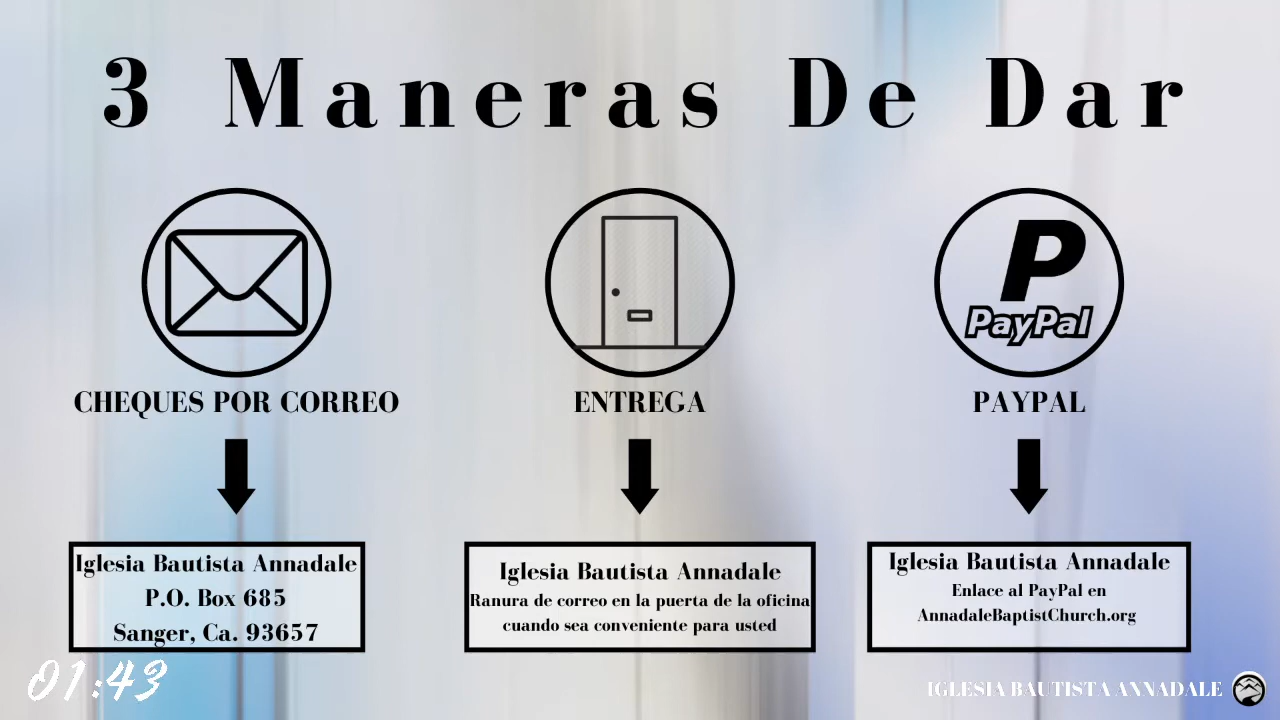 3 Maneras De Dar
P
PayPal
CHEQUES POR CORREO
ENTREGA
PAYPAL
Iglesia Bautista Annadale
P.O. Box 685
Sanger, Ca. 93657
Iglesia Bautista Annadale
Ranura de correo en la puerta de la oficina
cuando sea conveniente para usted
Iglesia Bautista Annadale
Enlace al PayPal en
AnnadaleBaptistChurch.org
01:43
IGLESIA BAUTISTA ANNADALE